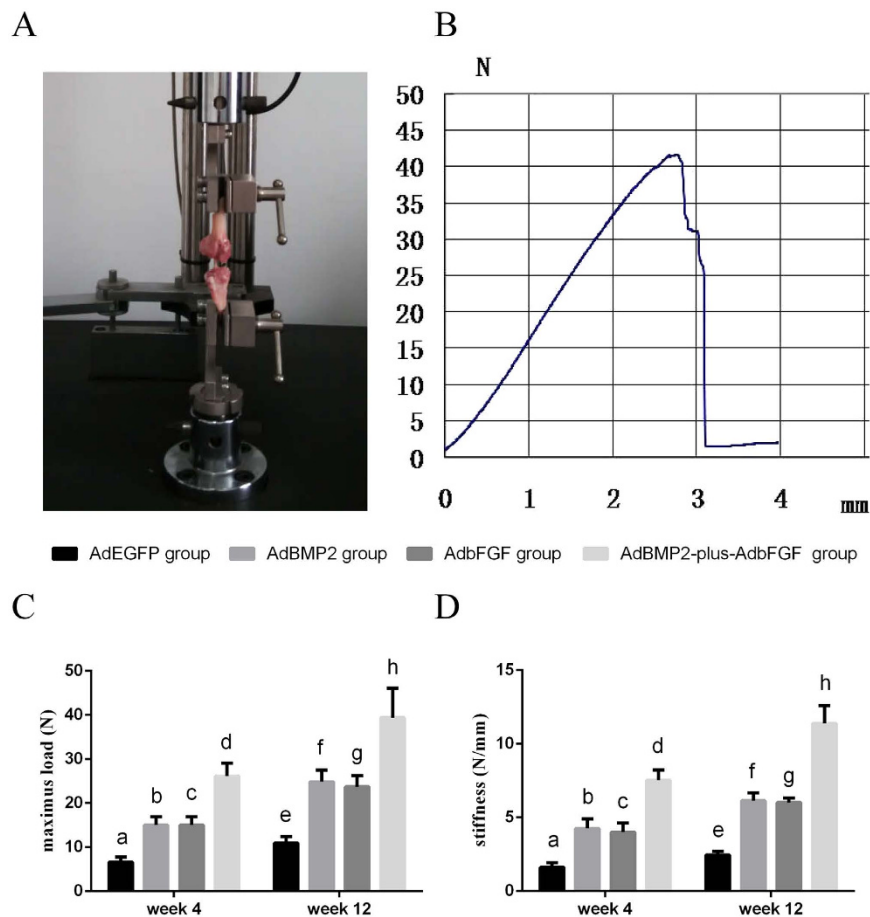 A
B
N
50
45
40
35
30
25
20
15
10
5
0
0 1 2 3 4 mm
AdEGFP group AdBMP2 group AdbFGF group AdBMP2-plus-AdbFGF group
C
D
maximus load (N)
50
40
30
20
10
0
a b c d e f g h
week 4 week 12
stiffness (N/mm)
15
10
5
0
a b c d e f g h
week 4 week 12